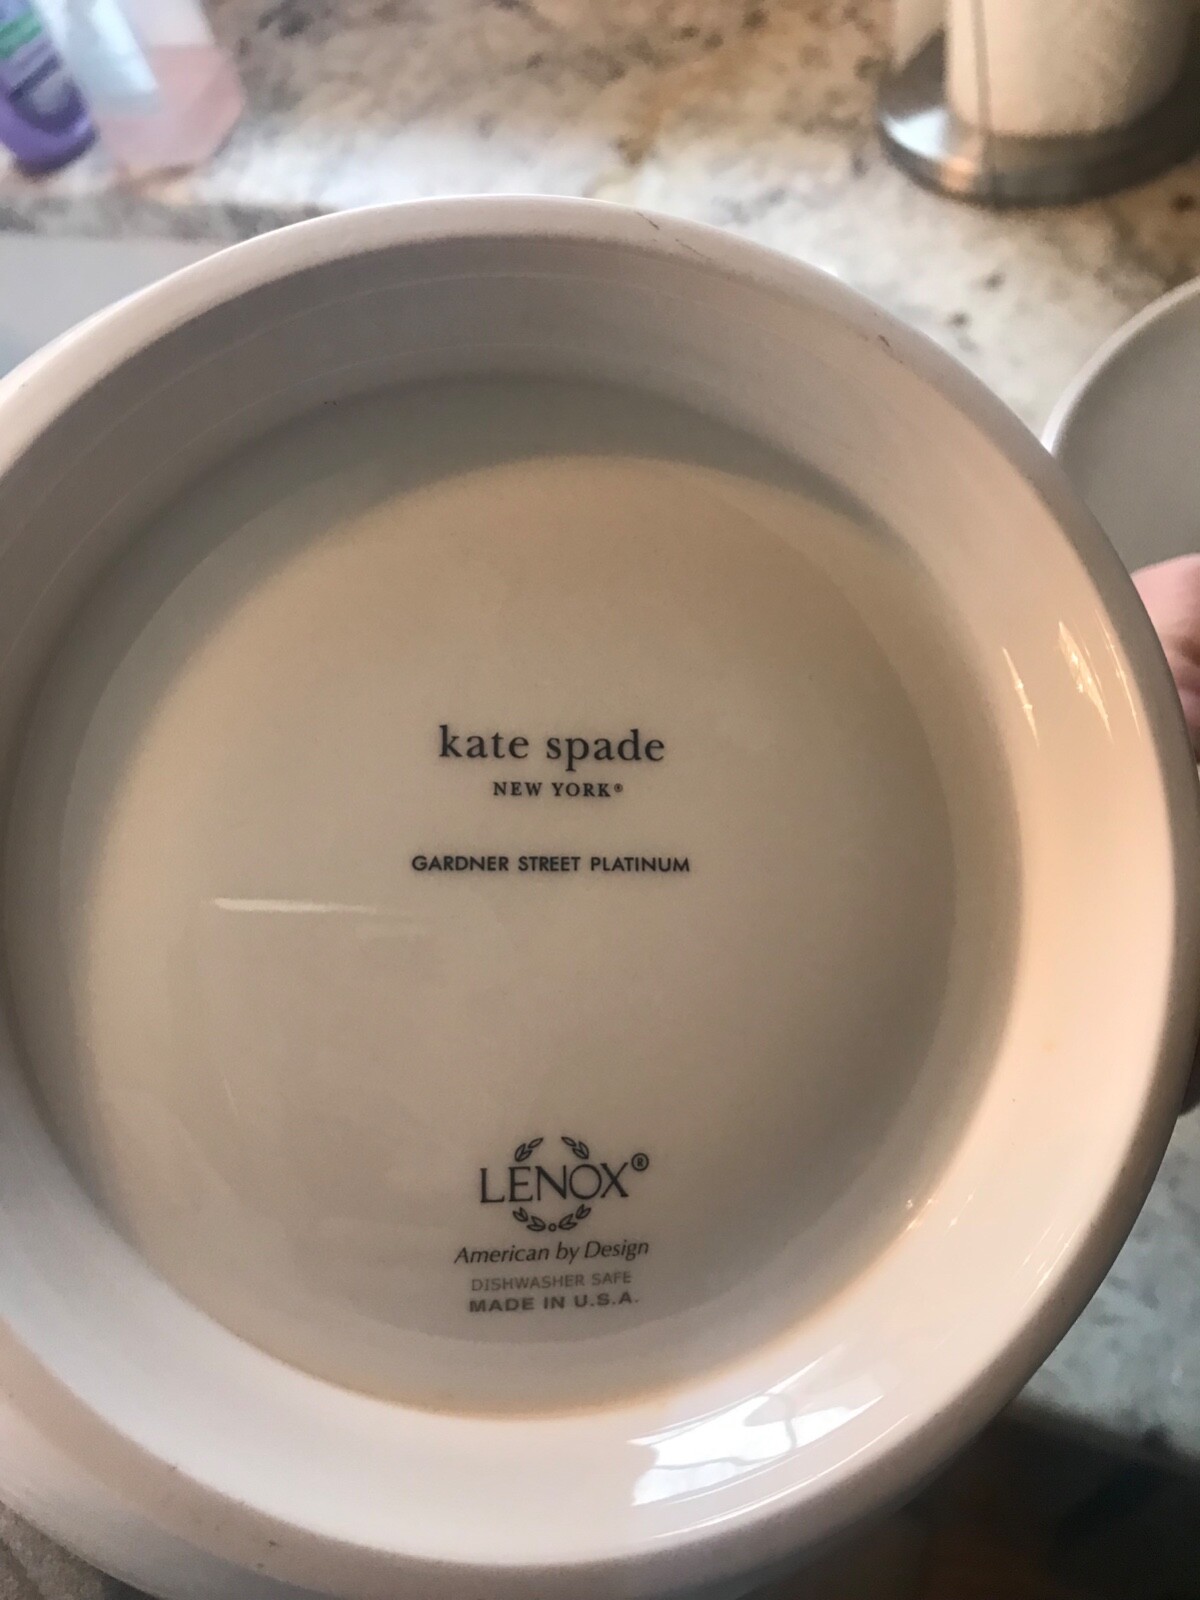 kate spade
NEW YORK®
GARDNER STREET PLATINUM
LENOX®
American by Design
DISHWASHER SAFE
MADE IN U.S.A.